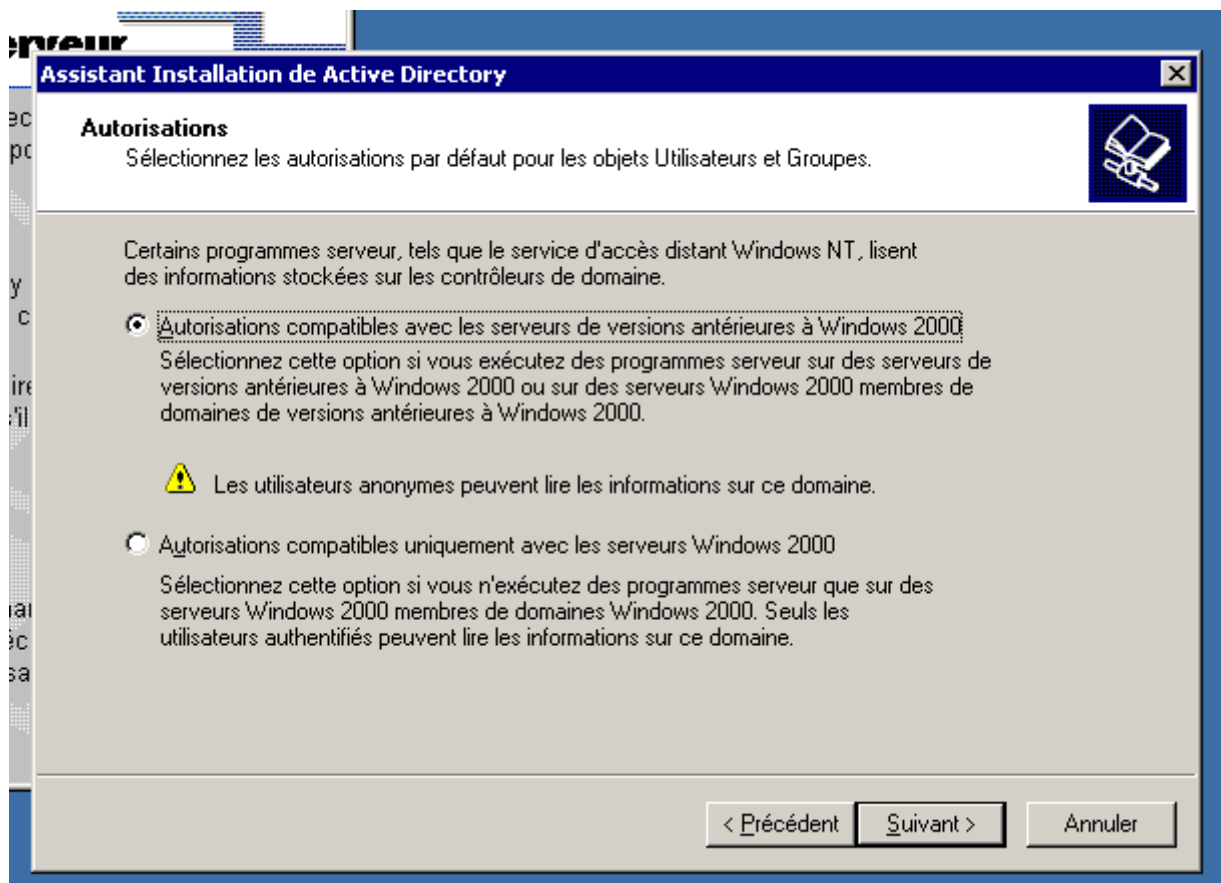 Assistant Installation de Active Directory
Autorisations
Sélectionnez les autorisations par défaut pour les objets Utilisateurs et Groupes.
Certains programmes serveur, tels que le service d'accès distant Windows NT, lisent
des informations stockées sur les contrôleurs de domaine.
Autorisations compatibles avec les serveurs de versions antérieures à Windows 2000
Sélectionnez cette option si vous exécutez des programmes serveur sur des serveurs de
versions antérieures à Windows 2000 ou sur des serveurs Windows 2000 membres de
domaines de versions antérieures à Windows 2000.
Les utilisateurs anonymes peuvent lire les informations sur ce domaine.
Autorisations compatibles uniquement avec les serveurs Windows 2000
Sélectionnez cette option si vous n'exécutez des programmes serveur que sur des
serveurs Windows 2000 membres de domaines Windows 2000. Seuls les
utilisateurs authentifiés peuvent lire les informations sur ce domaine.
< Précédent
Suivant >
Annuler